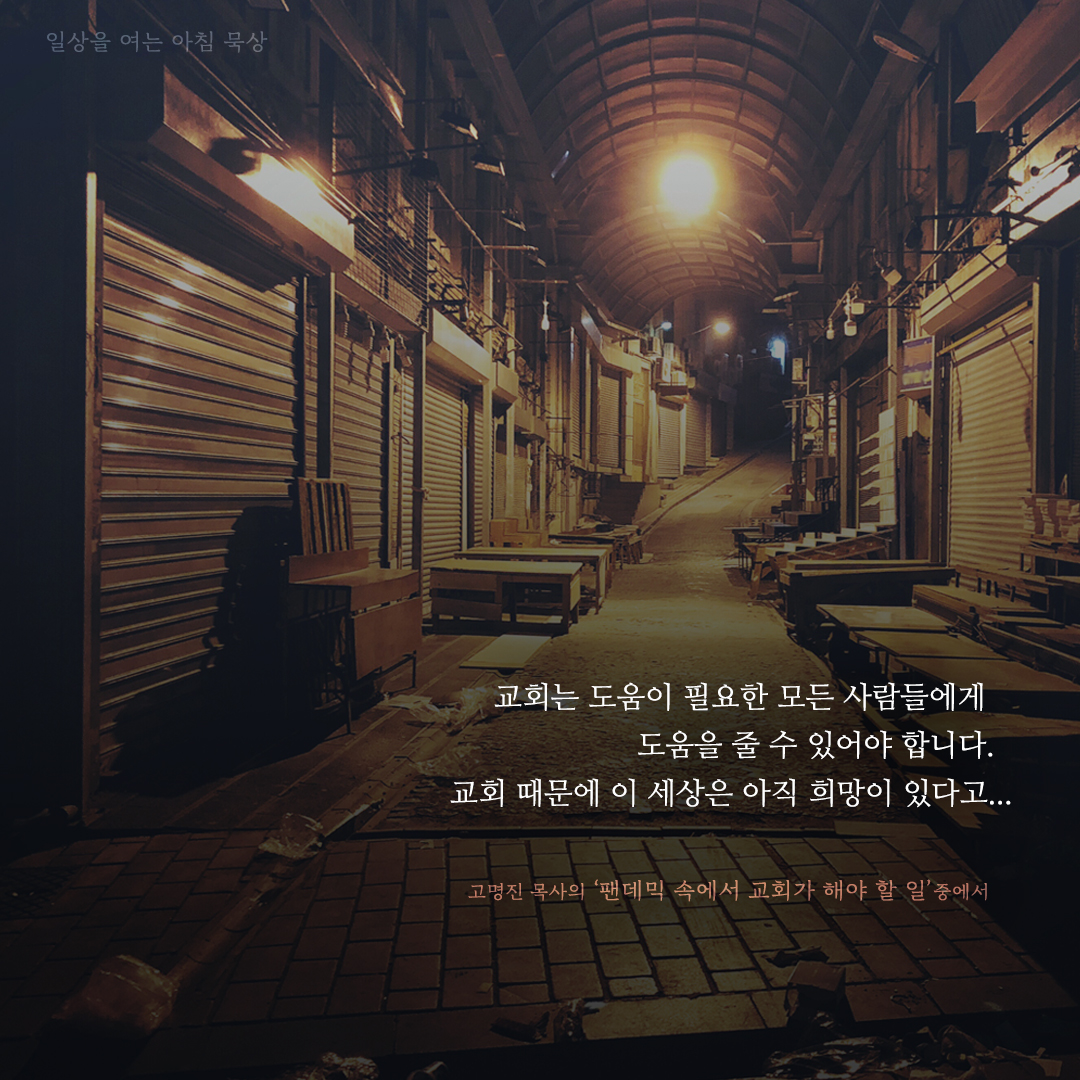 일상을 여는 아침 묵상
교회는 도움이 필요한 모든 사람들에게
도움을 줄 수 있어야 합니다.
교회 때문에 이 세상은 아직 희망이 있다고...
고명진 목사의 ‘팬데믹 속에서 교회가 해야 할 일’중에서